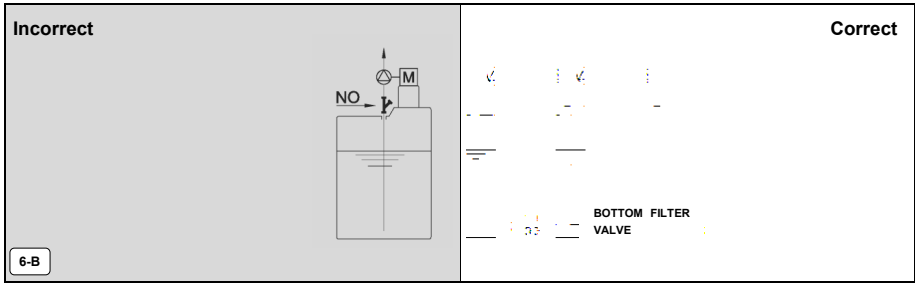 Incorrect
Correct
M
NO
BOTTOM FILTER
VALVE
6-B